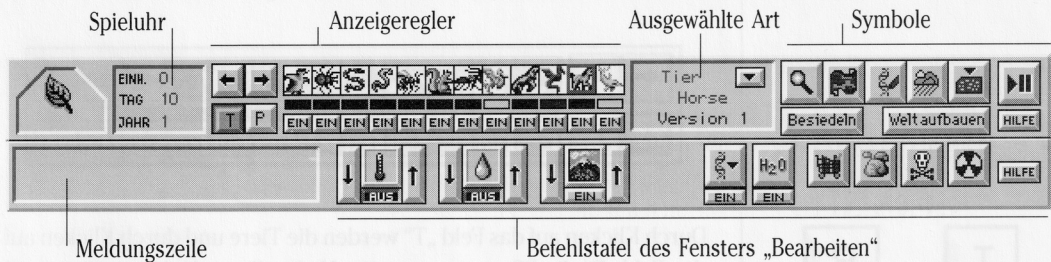 Spieluhr
Anzeigeregler
Ausgewählte Art
Symbole
EINH. 0
TAG 10
JAHR 1
T P
EIN EIN EIN EIN EIN EIN EIN EIN EIN EIN EIN
Tier
Horse
Version 1
Besiedeln
Welt aufbauen
HILFE
AUS
AUS
EIN
EIN
H₂O
EIN
HILFE
Meldungszeile
Befehlstafel des Fensters „Bearbeiten“